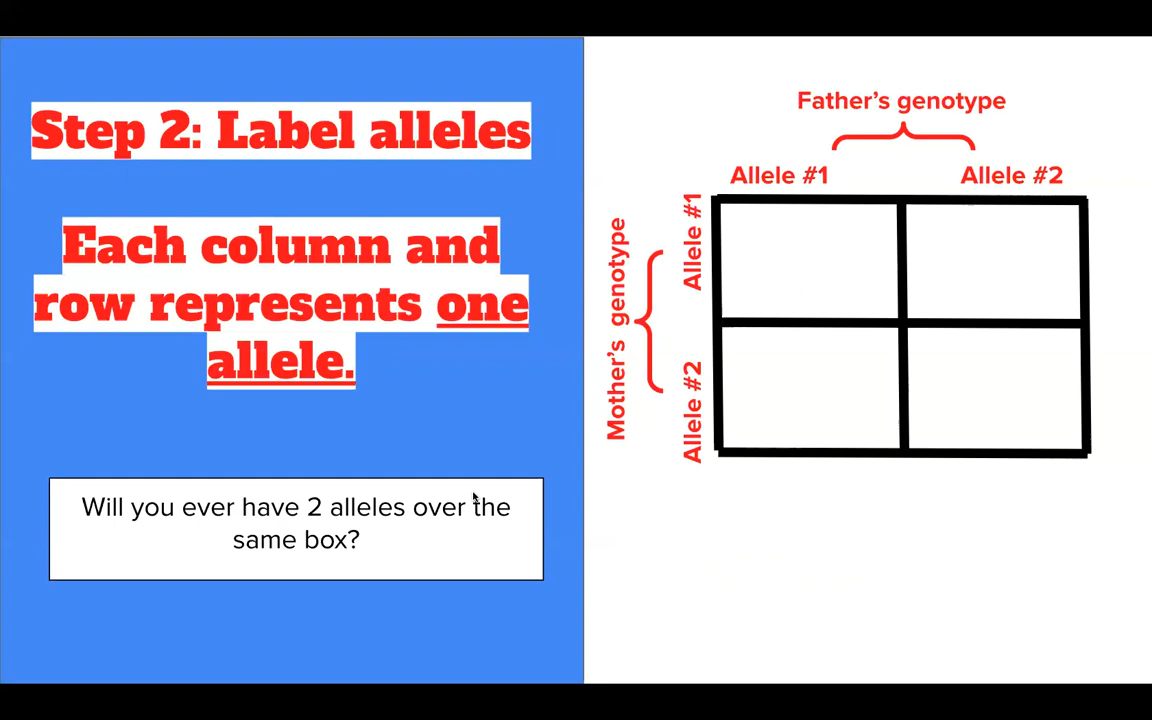 Step 2: Label alleles
Each column and
row represents one
allele.
Will you ever have 2 alleles over the
same box?
Father's genotype
Allele #1
Allele #2
Mother's genotype
Allele #1
Allele #2